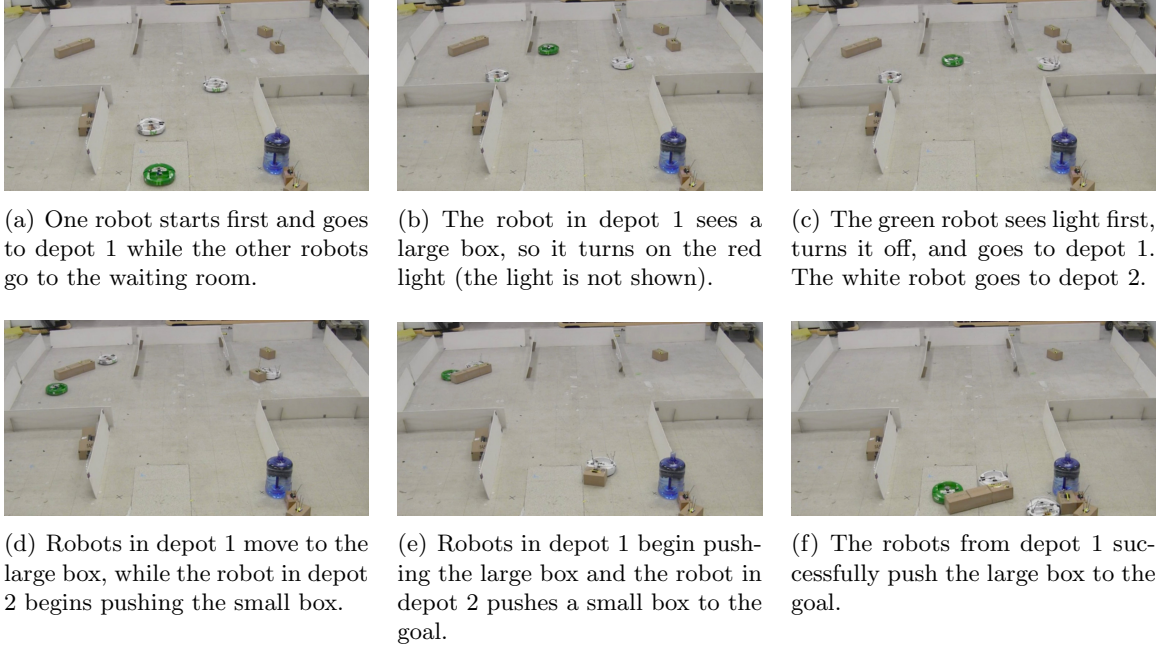 (a) One robot starts first and goes
to depot 1 while the other robots
go to the waiting room.
(b) The robot in depot 1 sees a
large box, so it turns on the red
light (the light is not shown).
(c) The green robot sees light first,
turns it off, and goes to depot 1.
The white robot goes to depot 2.
(d) Robots in depot 1 move to the
large box, while the robot in depot
2 begins pushing the small box.
(e) Robots in depot 1 begin push-
ing the large box and the robot in
depot 2 pushes a small box to the
goal.
(f) The robots from depot 1 suc-
cessfully push the large box to the
goal.